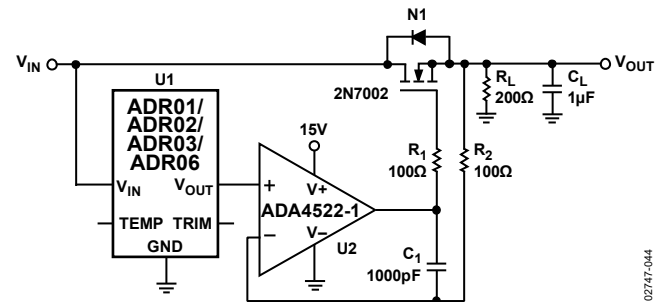 N1
VIN
VOUT
U1
2N7002
RL
200Ω
CL
1µF
ADR01/
ADR02/
ADR03/
ADR06
15V
R1
100Ω
R2
100Ω
VIN
VOUT
+
V+
ADA4522-1
TEMP
TRIM
–
V–
U2
GND
C1
1000pF
02747-044